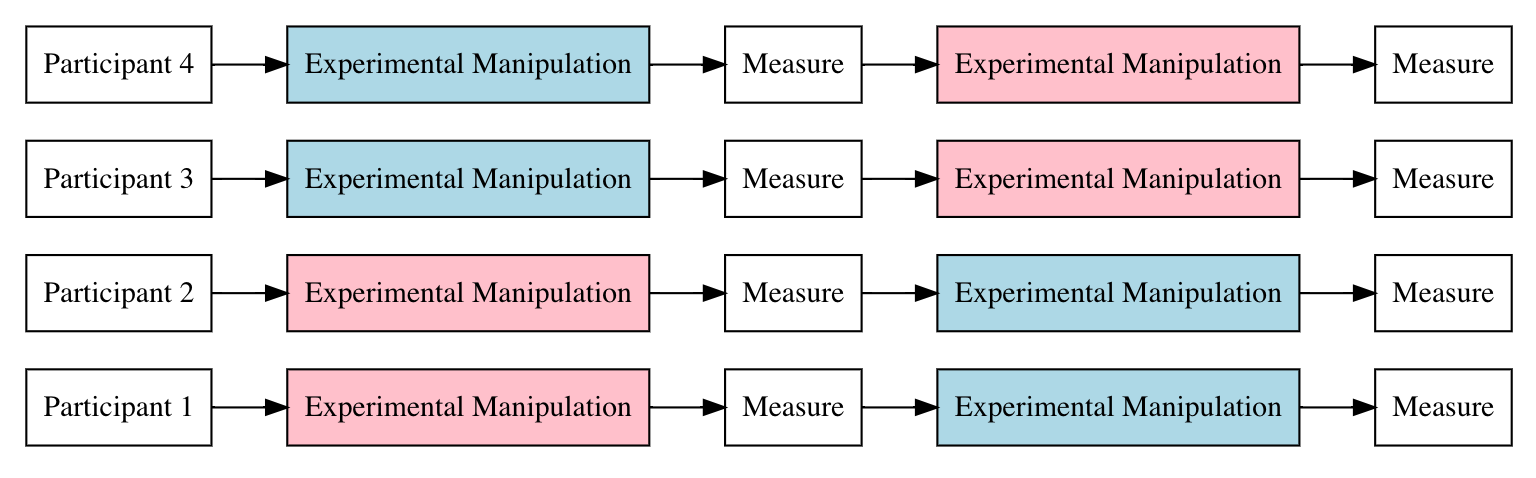 Participant 4 Experimental Manipulation Measure Experimental Manipulation Measure
Participant 3 Experimental Manipulation Measure Experimental Manipulation Measure
Participant 2 Experimental Manipulation Measure Experimental Manipulation Measure
Participant 1 Experimental Manipulation Measure Experimental Manipulation Measure